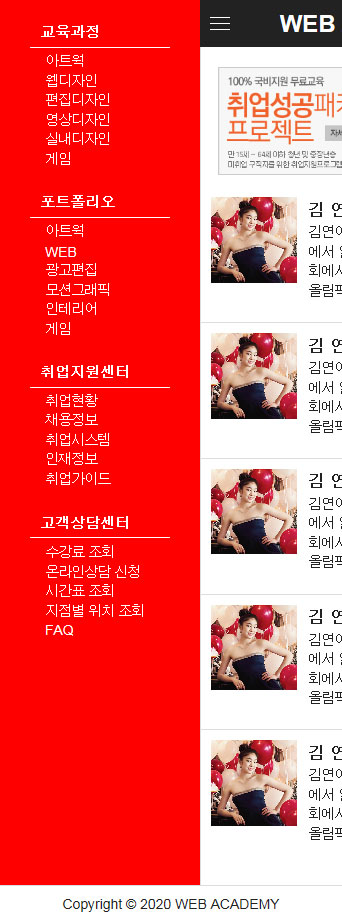 교육과정
아트웍
웹디자인
편집디자인
영상디자인
실내디자인
게임
포트폴리오
아트웍
WEB
광고편집
모션그래픽
인테리어
게임
취업지원센터
취업현황
채용정보
취업시스템
인재정보
취업가이드
고객상담센터
수강료 조회
온라인상담 신청
시간표 조회
지점별 위치 조회
FAQ
WEB
100% 국비지원 무료교육
취업성공패키
프로젝트
자세
만 15세 ~ 64세 이하 청년 및 중장년층
미취업 구직자를 위한 취업지원프로그램
김 연
김연아
에서
회에서
올림픽
김 연
김연아
에서
회에서
올림픽
김 연
김연아
에서
회에서
올림픽
김 연
김연아
에서
회에서
올림픽
김 연
김연아
에서
회에서
올림픽
Copyright © 2020 WEB ACADEMY